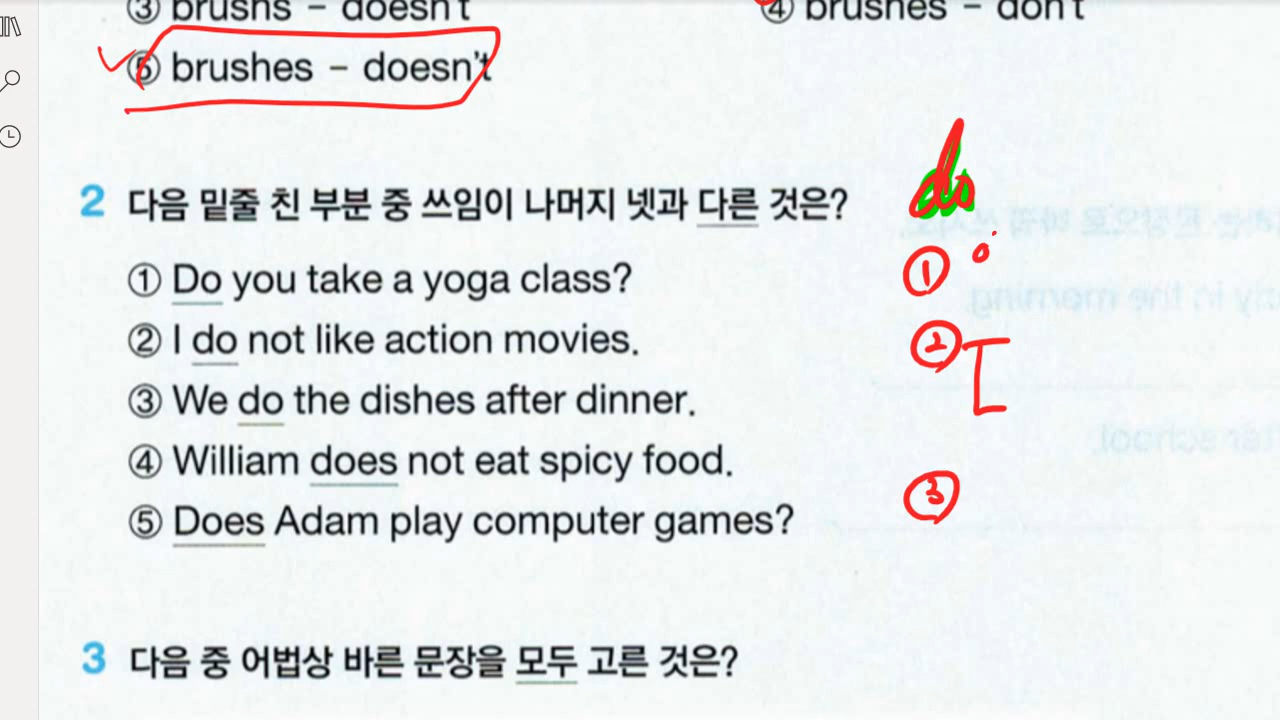 ③ brushs – doesn't
④ brushes – don't
⑤ brushes – doesn't
2 다음 밑줄 친 부분 중 쓰임이 나머지 넷과 다른 것은?
① Do you take a yoga class?
② I do not like action movies.
③ We do the dishes after dinner.
④ William does not eat spicy food.
⑤ Does Adam play computer games?
do
①
②
③
3 다음 중 어법상 바른 문장을 모두 고른 것은?